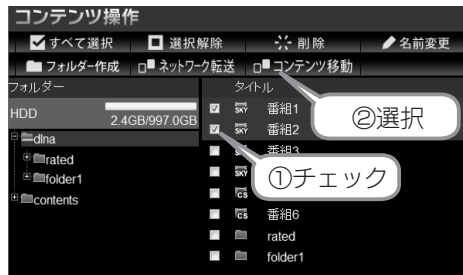 コンテンツ操作
すべて選択 選択解除 削除 名前変更
フォルダー作成 ネットワーク転送 コンテンツ移動
フォルダー タイトル
HDD 2.4GB/997.0GB
dlna
rated
folder1
contents
SKY 番組1
SKY 番組2
番組3
SKY
CS
CS 番組6
rated
folder1
②選択
①チェック